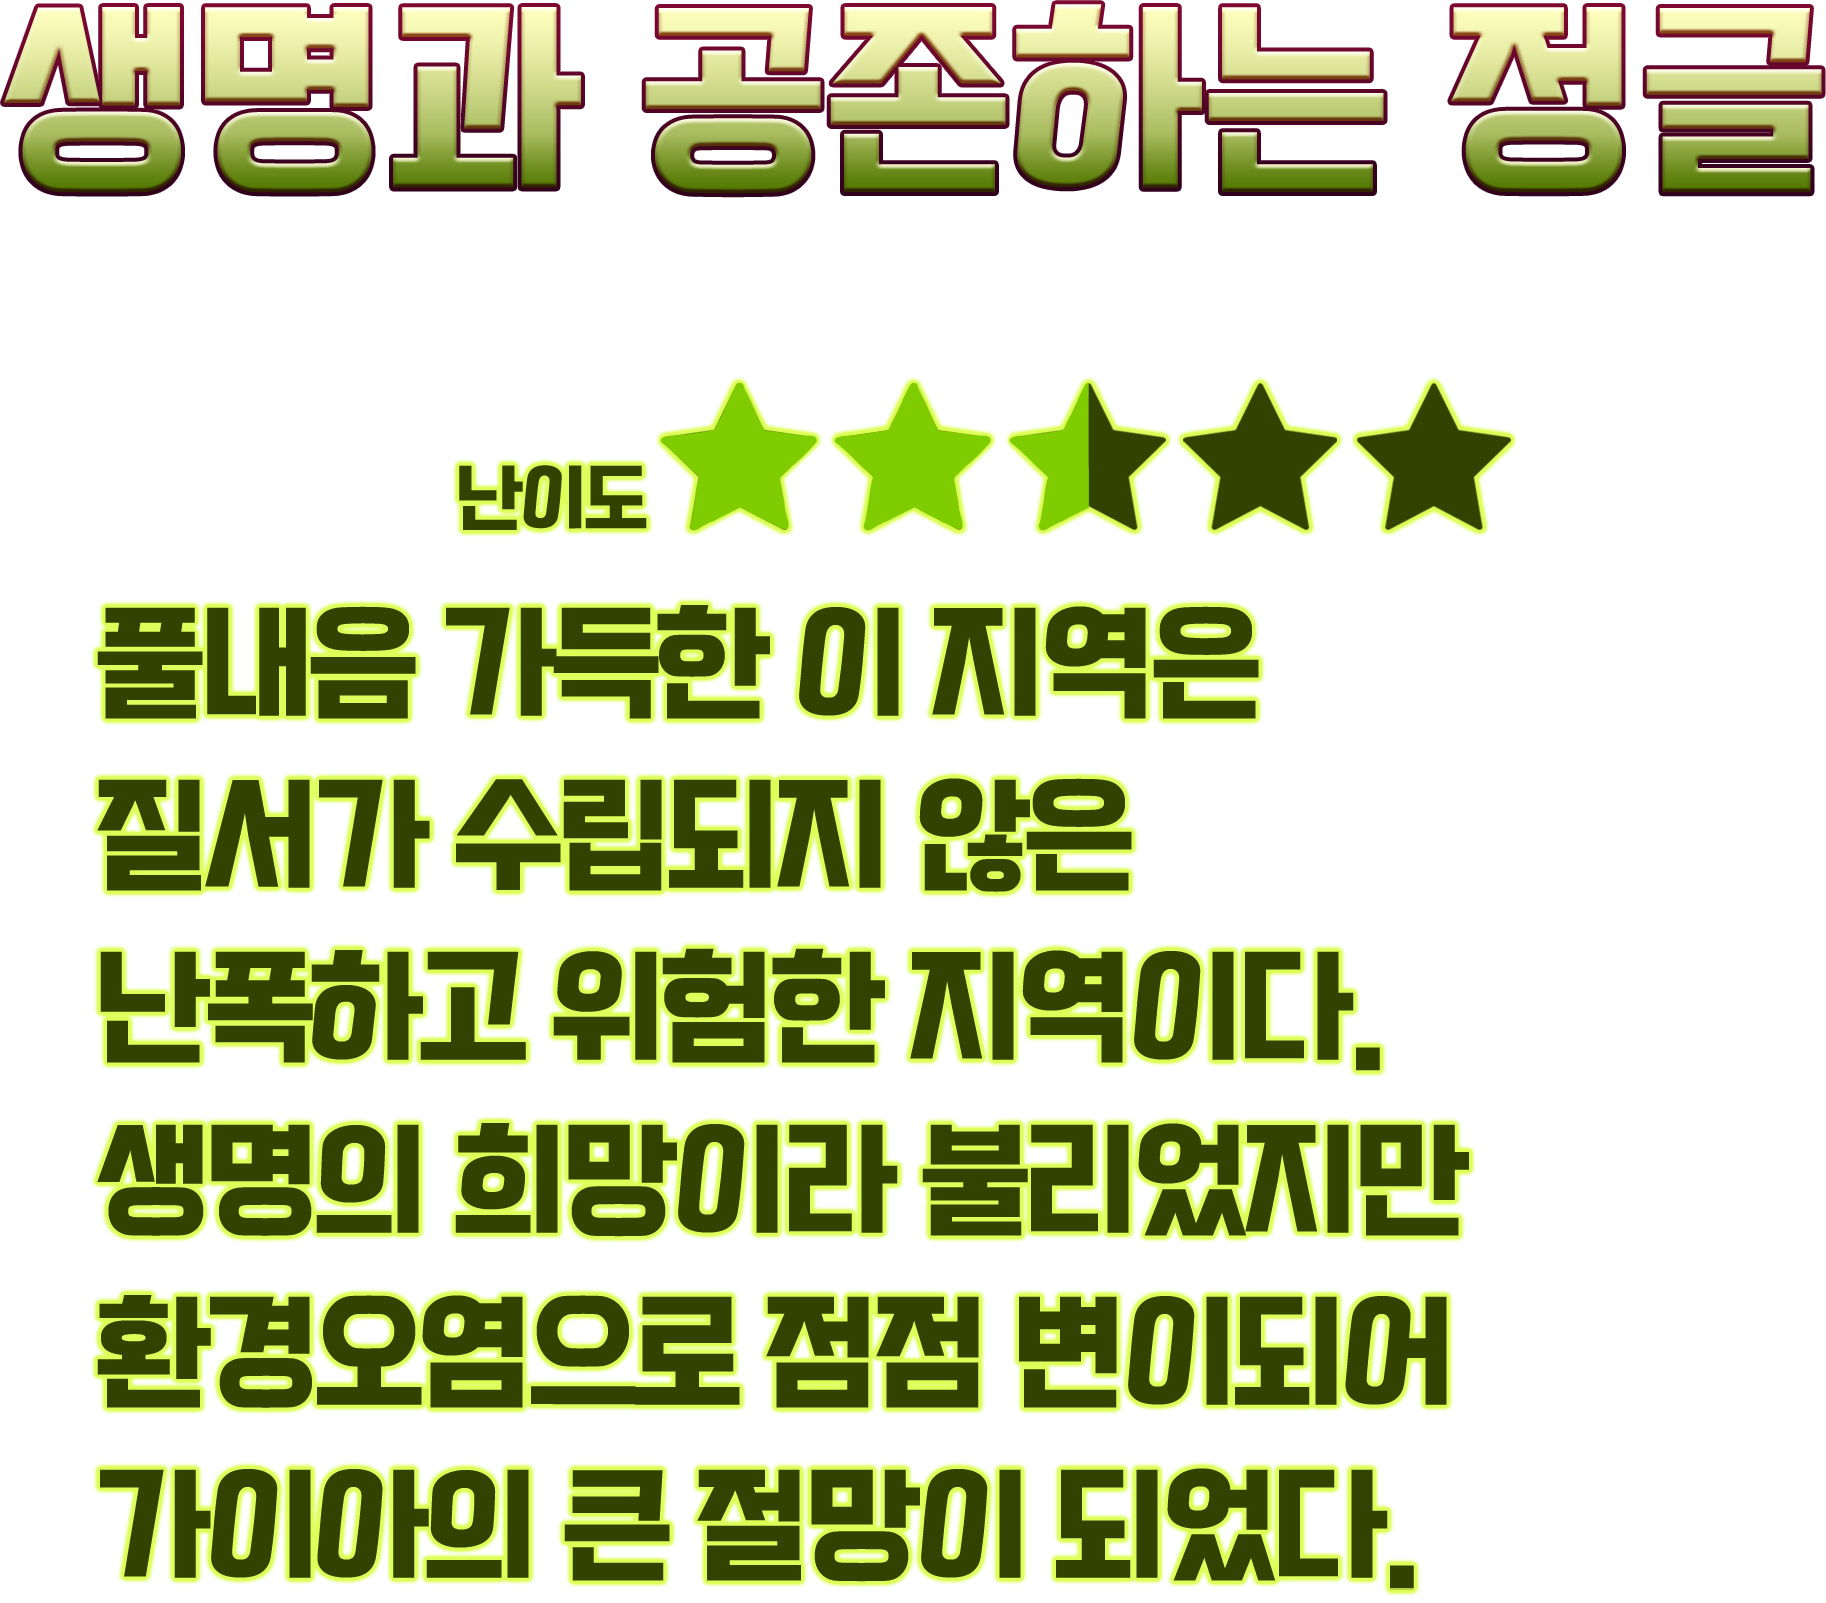 생명과 공존하는 정글
난이도
풀내음 가득한 이 지역은
질서가 수립되지 않은
난폭하고 위험한 지역이다.
생명의 희망이라 불리었지만
환경오염으로 점점 변이되어
가이아의 큰 절망이 되었다.